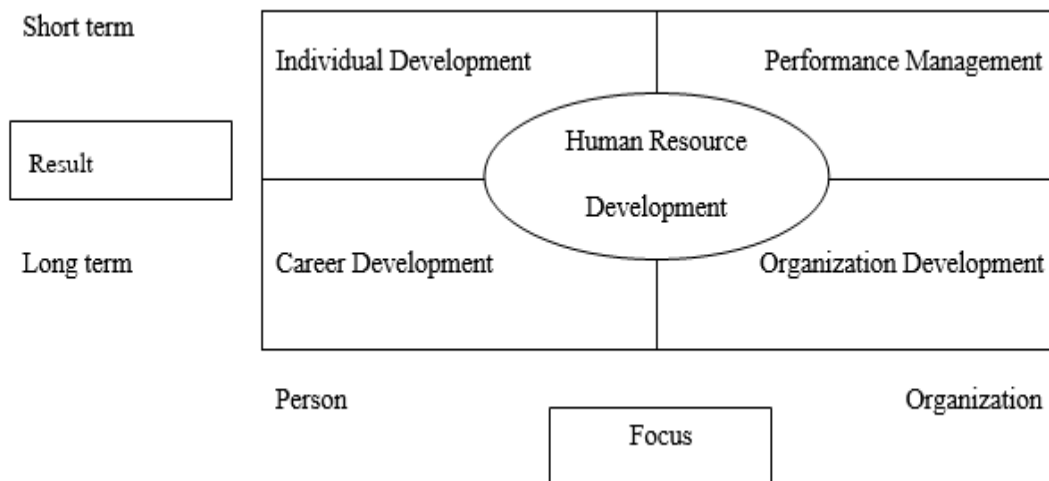 Short term
Individual Development
Performance Management
Human Resource
Development
Result
Long term
Career Development
Organization Development
Person
Organization
Focus